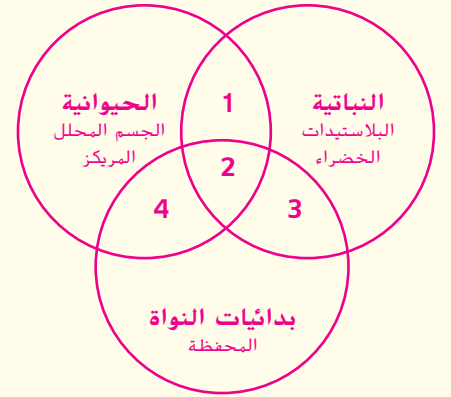 النباتية
البلاستيدات
الخضراء
1
الحيوانية
الجسم المحلل
المريكز
2
3
4
بدائيات النواة
المحفظة